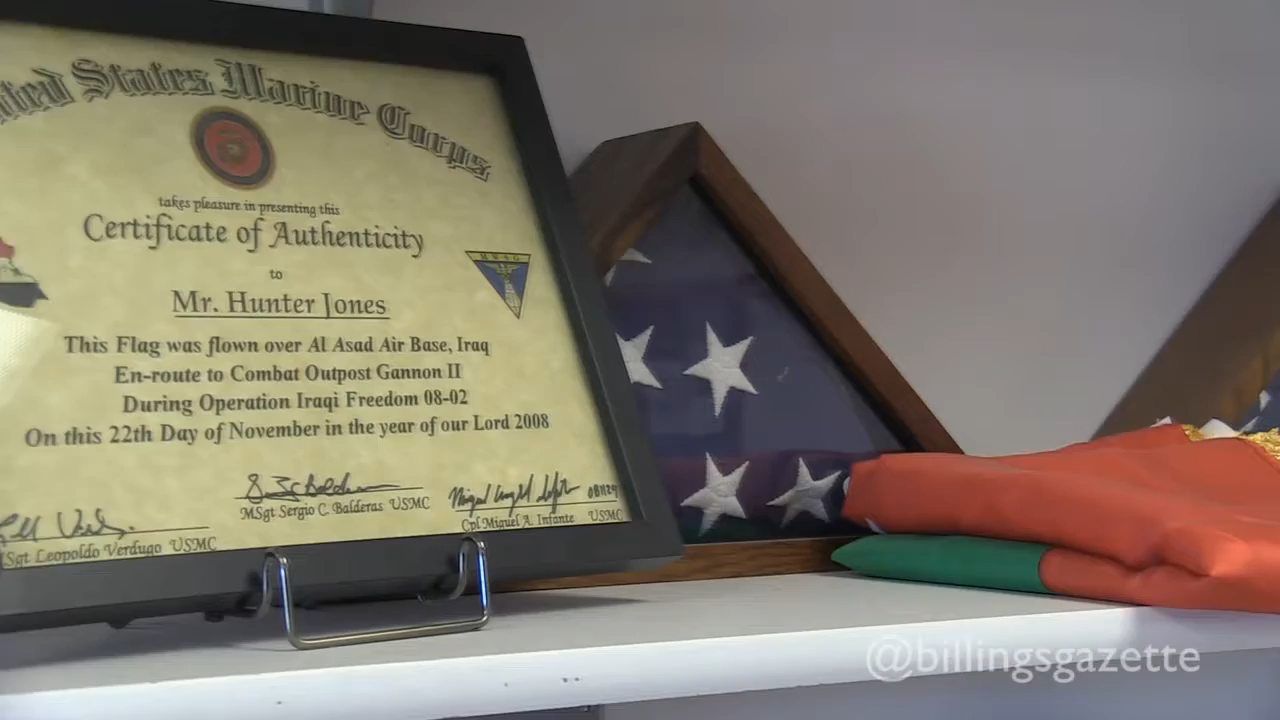 ted States Marine Corps
takes pleasure in presenting this
Certificate of Authenticity
to
MWSG
Mr. Hunter Jones
This Flag was flown over Al Asad Air Base, Iraq
En-route to Combat Outpost Gannon II
During Operation Iraqi Freedom 08-02
On this 22th Day of November in the year of our Lord 2008
Sgt Leopoldo Verdugo USMC
MSgt Sergio C. Balderas USMC
Cpl Miguel A. Infante USMC
@billingsgazette